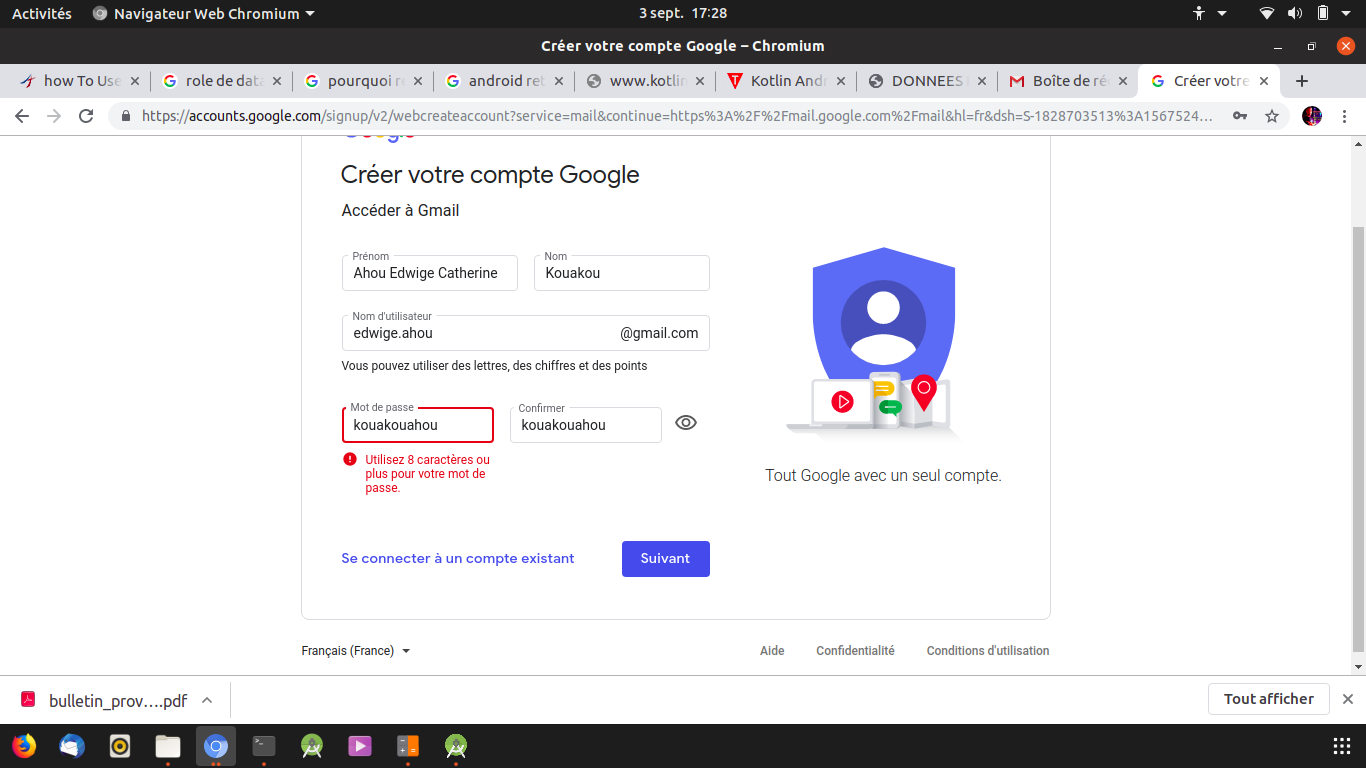 Activités Navigateur Web Chromium 3 sept. 17:28
Créer votre compte Google – Chromium
how To Use role de data pourquoi r android ret www.kotlin Kotlin Andr DONNEES Boîte de ré Créer votre
https://accounts.google.com/signup/v2/webcreateaccount?service=mail&continue=https%3A%2F%2Fmail.google.com%2Fmail&hl=fr&dsh=S-1828703513%3A1567524...
Google
Créer votre compte Google
Accéder à Gmail
Prénom Nom
Ahou Edwige Catherine Kouakou
Nom d'utilisateur
edwige.ahou @gmail.com
Vous pouvez utiliser des lettres, des chiffres et des points
Mot de passe Confirmer
kouakouahou kouakouahou
Utilisez 8 caractères ou
plus pour votre mot de
passe.
Tout Google avec un seul compte.
Se connecter à un compte existant Suivant
Français (France) Aide Confidentialité Conditions d'utilisation
bulletin_prov....pdf Tout afficher